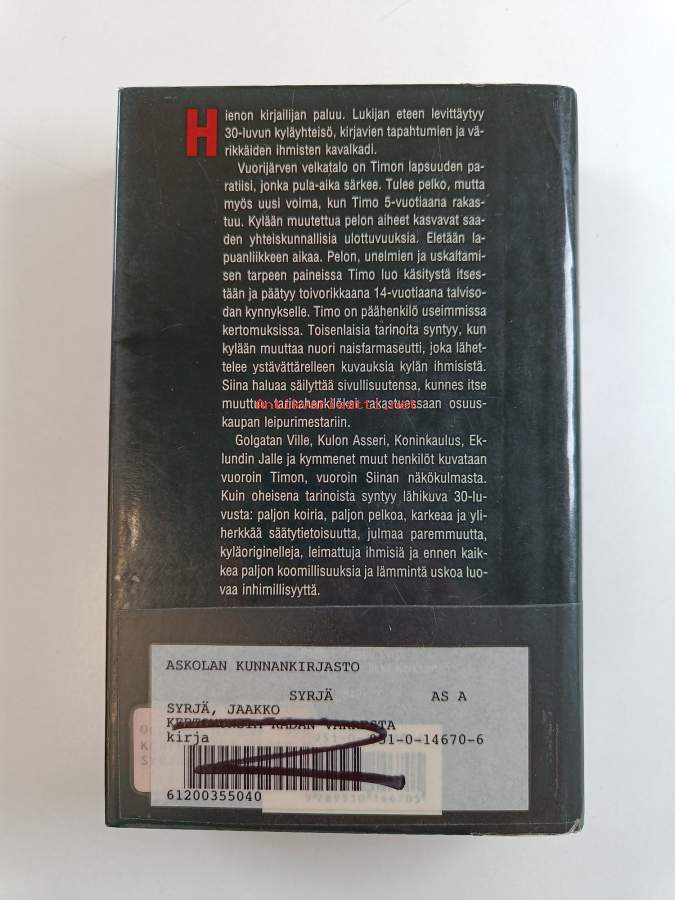 Hienon kirjailijan paluu. Lukijan eteen levittäytyy
30-luvun kyläyhteisö, kirjavien tapahtumien ja vä-
rikkäiden ihmisten kavalkadi.
Vuorijärven velkatalo on Timon lapsuuden pa-
ratiisi, jonka pula-aika särkee. Tulee pelko, mutta
myös uusi voima, kun Timo 5-vuotiaana rakas-
tuu. Kylään muutettua pelon aiheet kasvavat saa-
den yhteiskunnallisia ulottuvuuksia. Eletään la-
puanliikkeen aikaa. Pelon, unelmien ja uskaltami-
sen tarpeen paineissa Timo luo käsitystä itses-
tään ja päätyy toivorikkaana 14-vuotiaana talviso-
dan kynnykselle. Timo on päähenkilö useimmissa
kertomuksissa. Toisenlaisia tarinoita syntyy, kun
kylään muuttaa nuori naisfarmaseutti, joka lähet-
telee ystävättärelleen kuvauksia kylän ihmisistä.
Siina haluaa säilyttää sivullisuutensa, kunnes itse
muuttuu tarinahenkilöksi rakastuessaan osuus-
kaupan leipurimestariin.
Golgatan Ville, Kulon Asseri, Koninkaulus, Ek-
lundin Jalle ja kymmenet muut henkilöt kuvataan
vuoroin Timon, vuoroin Siinan näkökulmasta.
Kuin oheisena tarinoista syntyy lähikuva 30-lu-
vusta: paljon koiria, paljon pelkoa, karkeaa ja yli-
herkkää säätytietoisuutta, julmaa paremmuutta,
kyläoriginelleja, leimattuja ihmisiä ja ennen kaik-
kea paljon koomillisuuksia ja lämmintä uskoa luo-
vaa inhimillisyyttä.
ASKOLAN KUNNANKIRJASTO
SYRJÄ AS A
SYRJÄ, JAAKKO
KERTOMUKSIA RADAN VARRESTA
kirja 951-0-14670-6
61200355040